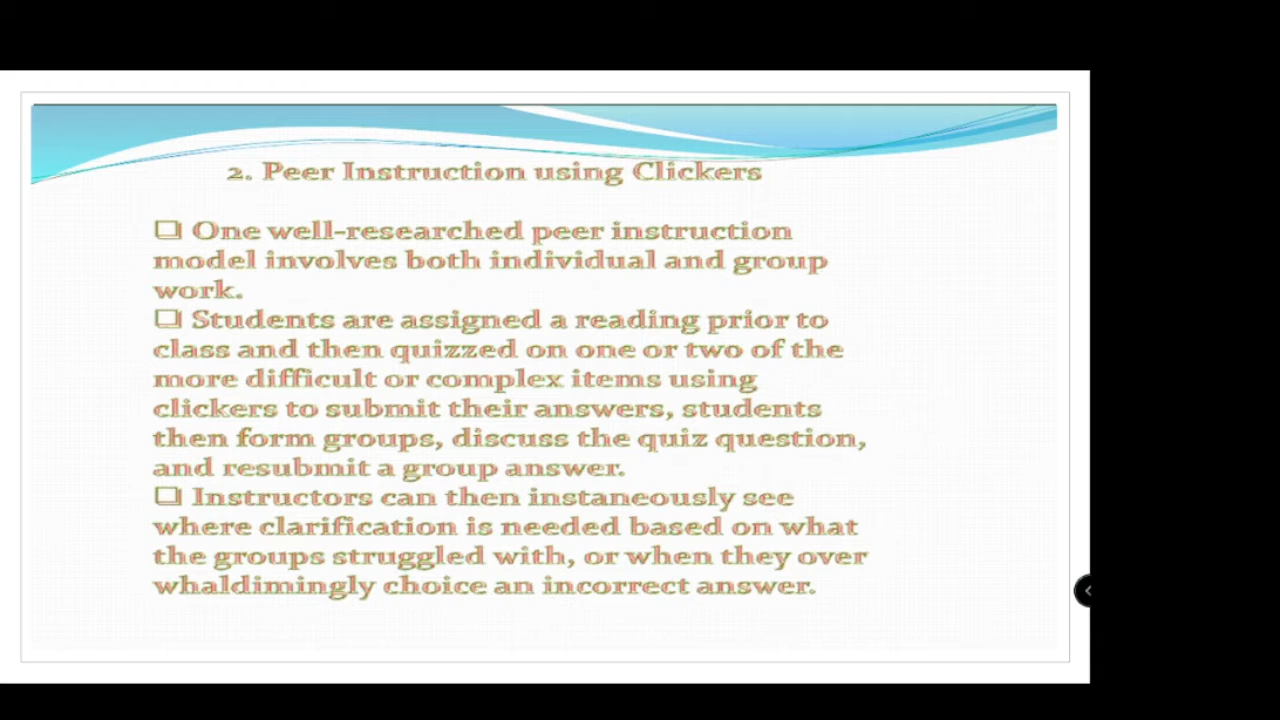 2. Peer Instruction using Clickers
❑ One well-researched peer instruction
model involves both individual and group
work.
❑ Students are assigned a reading prior to
class and then quizzed on one or two of the
more difficult or complex items using
clickers to submit their answers, students
then form groups, discuss the quiz question,
and resubmit a group answer.
❑ Instructors can then instaneously see
where clarification is needed based on what
the groups struggled with, or when they over
whaldimingly choice an incorrect answer.